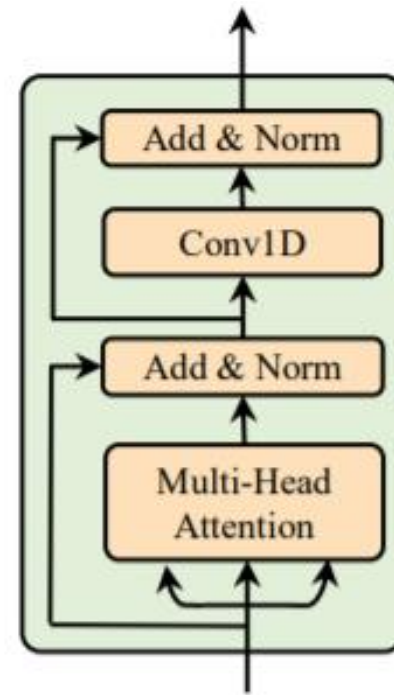 Add & Norm
Conv1D
Add & Norm
Multi-Head
Attention